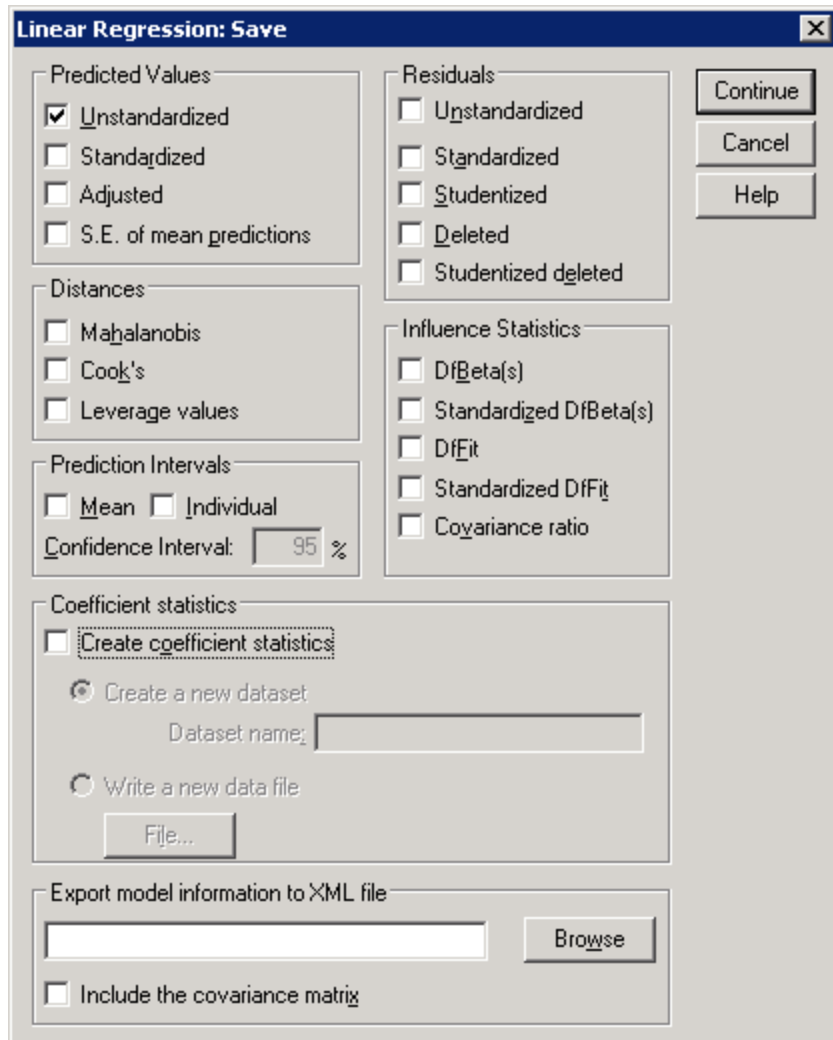 Linear Regression: Save
Predicted Values
Unstandardized
Standardized
Adjusted
S.E. of mean predictions
Residuals
Unstandardized
Standardized
Studentized
Deleted
Studentized deleted
Continue
Cancel
Help
Distances
Mahalanobis
Cook's
Leverage values
Influence Statistics
DfBeta(s)
Standardized DfBeta(s)
DfFit
Standardized DfFit
Covariance ratio
Prediction Intervals
Mean Individual
Confidence Interval: 95 %
Coefficient statistics
Create coefficient statistics
Create a new dataset
Dataset name:
Write a new data file
File...
Export model information to XML file
Browse
Include the covariance matrix